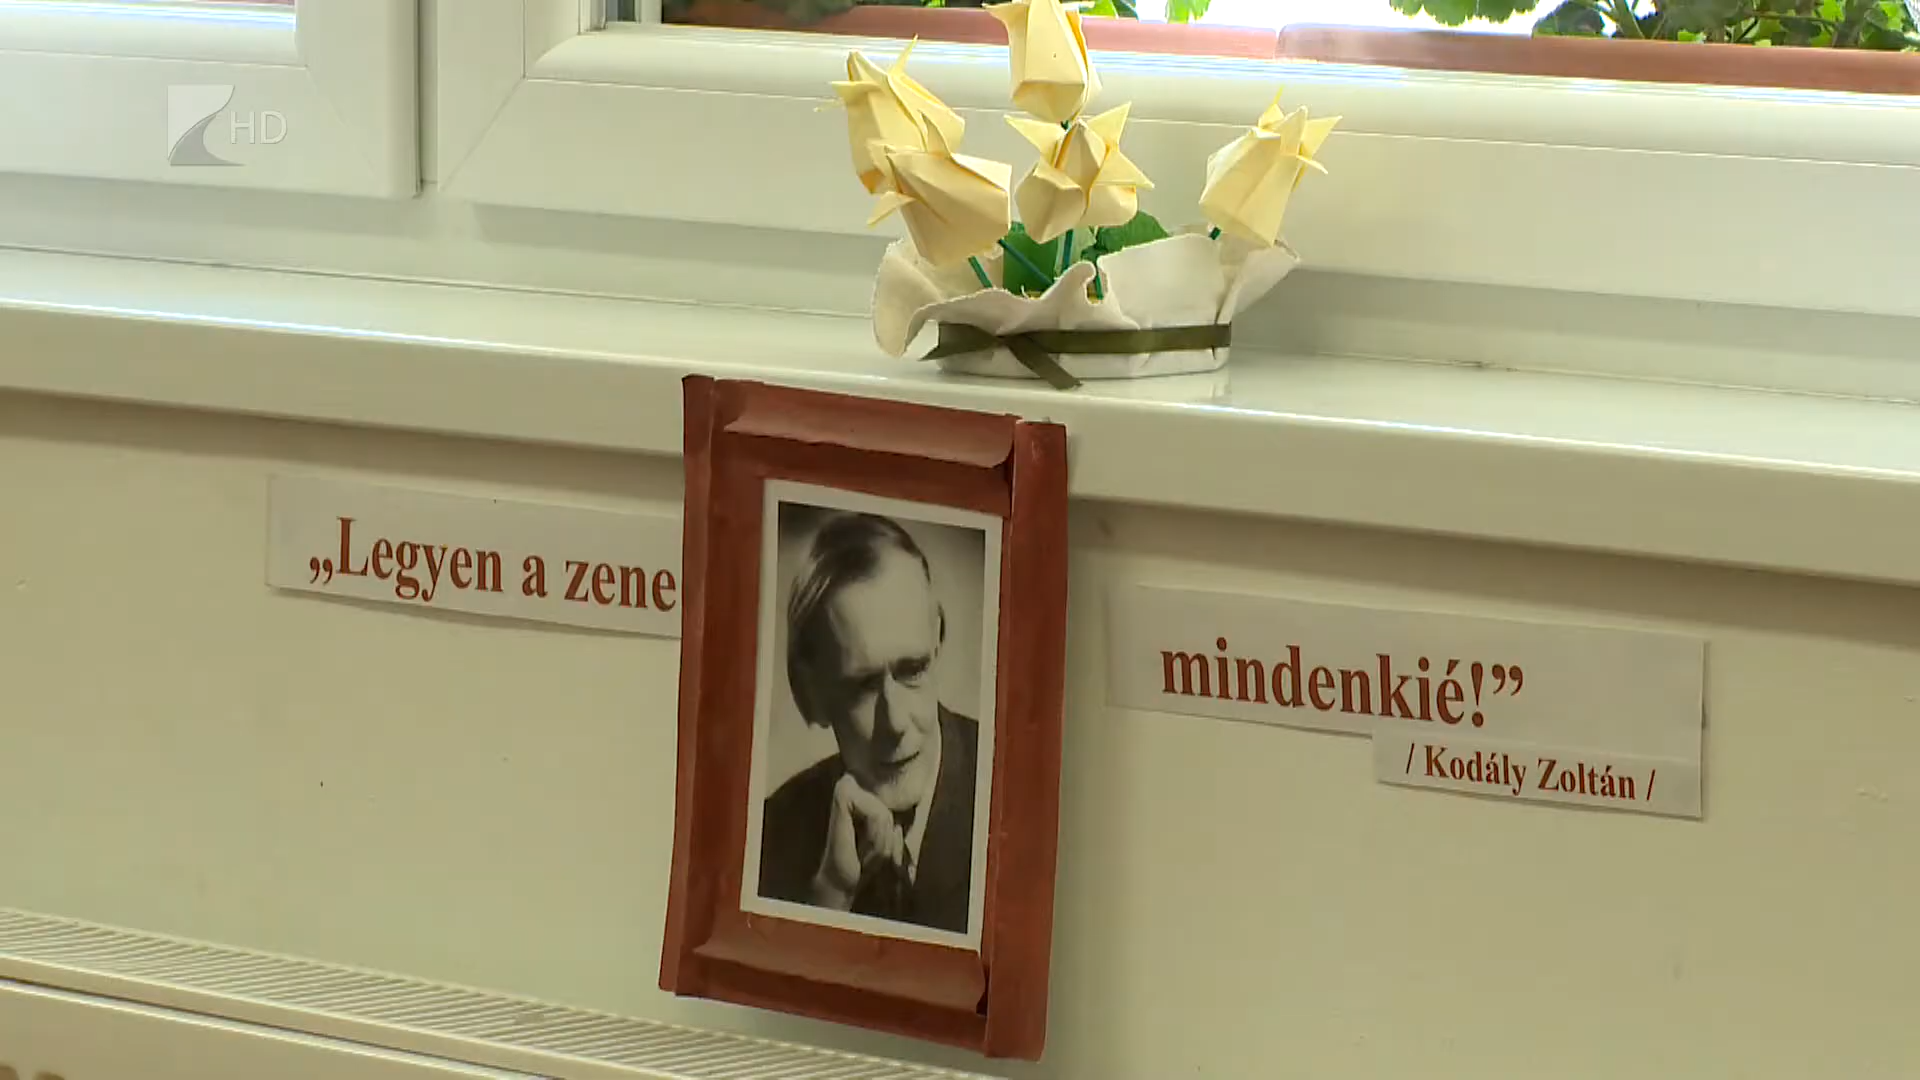 HD
„Legyen a zene mindenkié!”
/ Kodály Zoltán /